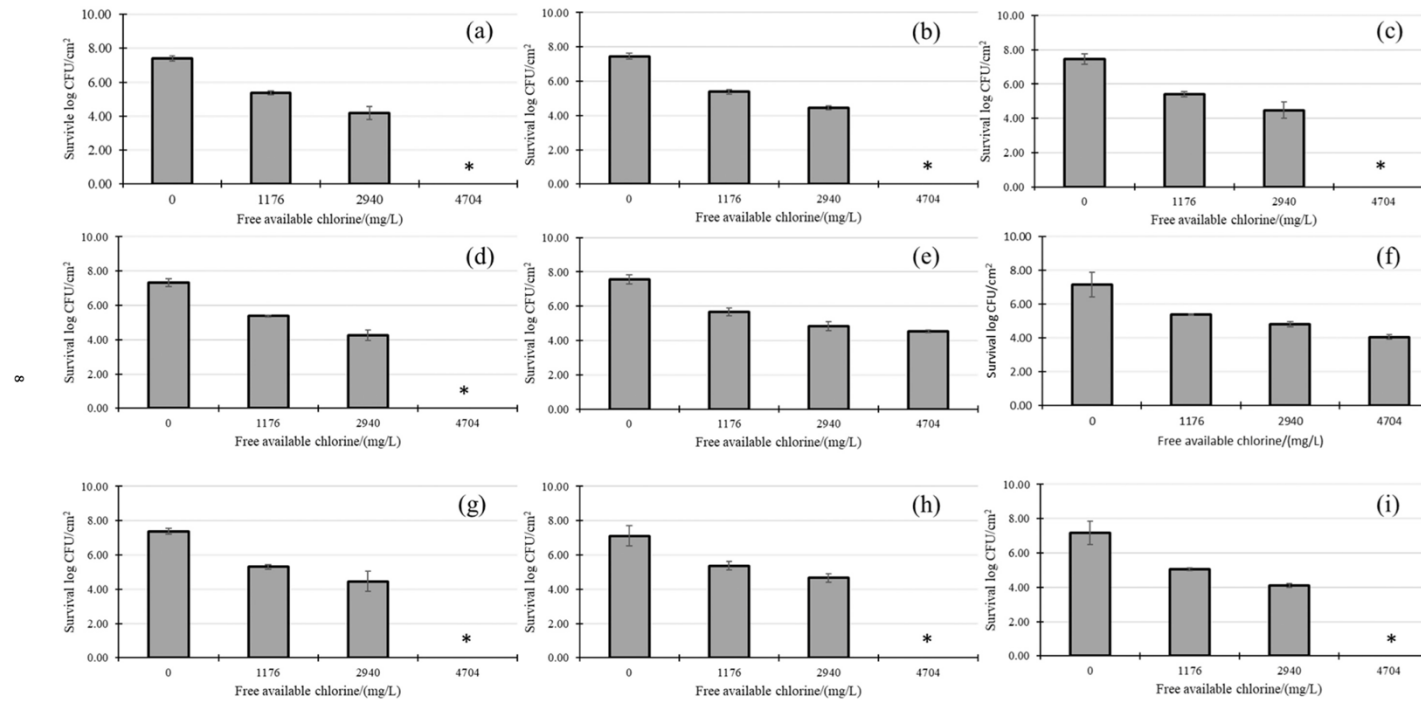 (a)
Survivle log CFU/cm²
10.00
8.00
6.00
4.00
2.00
0.00
*
0 1176 2940 4704
Free available chlorine/(mg/L)
(b)
Survival log CFU/cm²
10.00
8.00
6.00
4.00
2.00
0.00
*
0 1176 2940 4704
Free available chlorine/(mg/L)
(c)
Survival log CFU/cm²
10.00
8.00
6.00
4.00
2.00
0.00
*
0 1176 2940 4704
Free available chlorine/(mg/L)
8
(d)
Survival log CFU/cm²
10.00
8.00
6.00
4.00
2.00
0.00
*
0 1176 2940 4704
Free available chlorine/(mg/L)
(e)
Survival log CFU/cm²
10.00
8.00
6.00
4.00
2.00
0.00
0 1176 2940 4704
Free available chlorine/(mg/L)
(f)
Survival log CFU/cm²
10.00
8.00
6.00
4.00
2.00
0.00
0 1176 2940 4704
Free available chlorine/(mg/L)
(g)
Survival log CFU/cm²
10.00
8.00
6.00
4.00
2.00
0.00
*
0 1176 2940 4704
Free available chlorine/(mg/L)
(h)
Survival log CFU/cm²
10.00
8.00
6.00
4.00
2.00
0.00
*
0 1176 2940 4704
Free available chlorine/(mg/L)
(i)
Survival log CFU/cm²
10.00
8.00
6.00
4.00
2.00
0.00
*
0 1176 2940 4704
Free available chlorine/(mg/L)